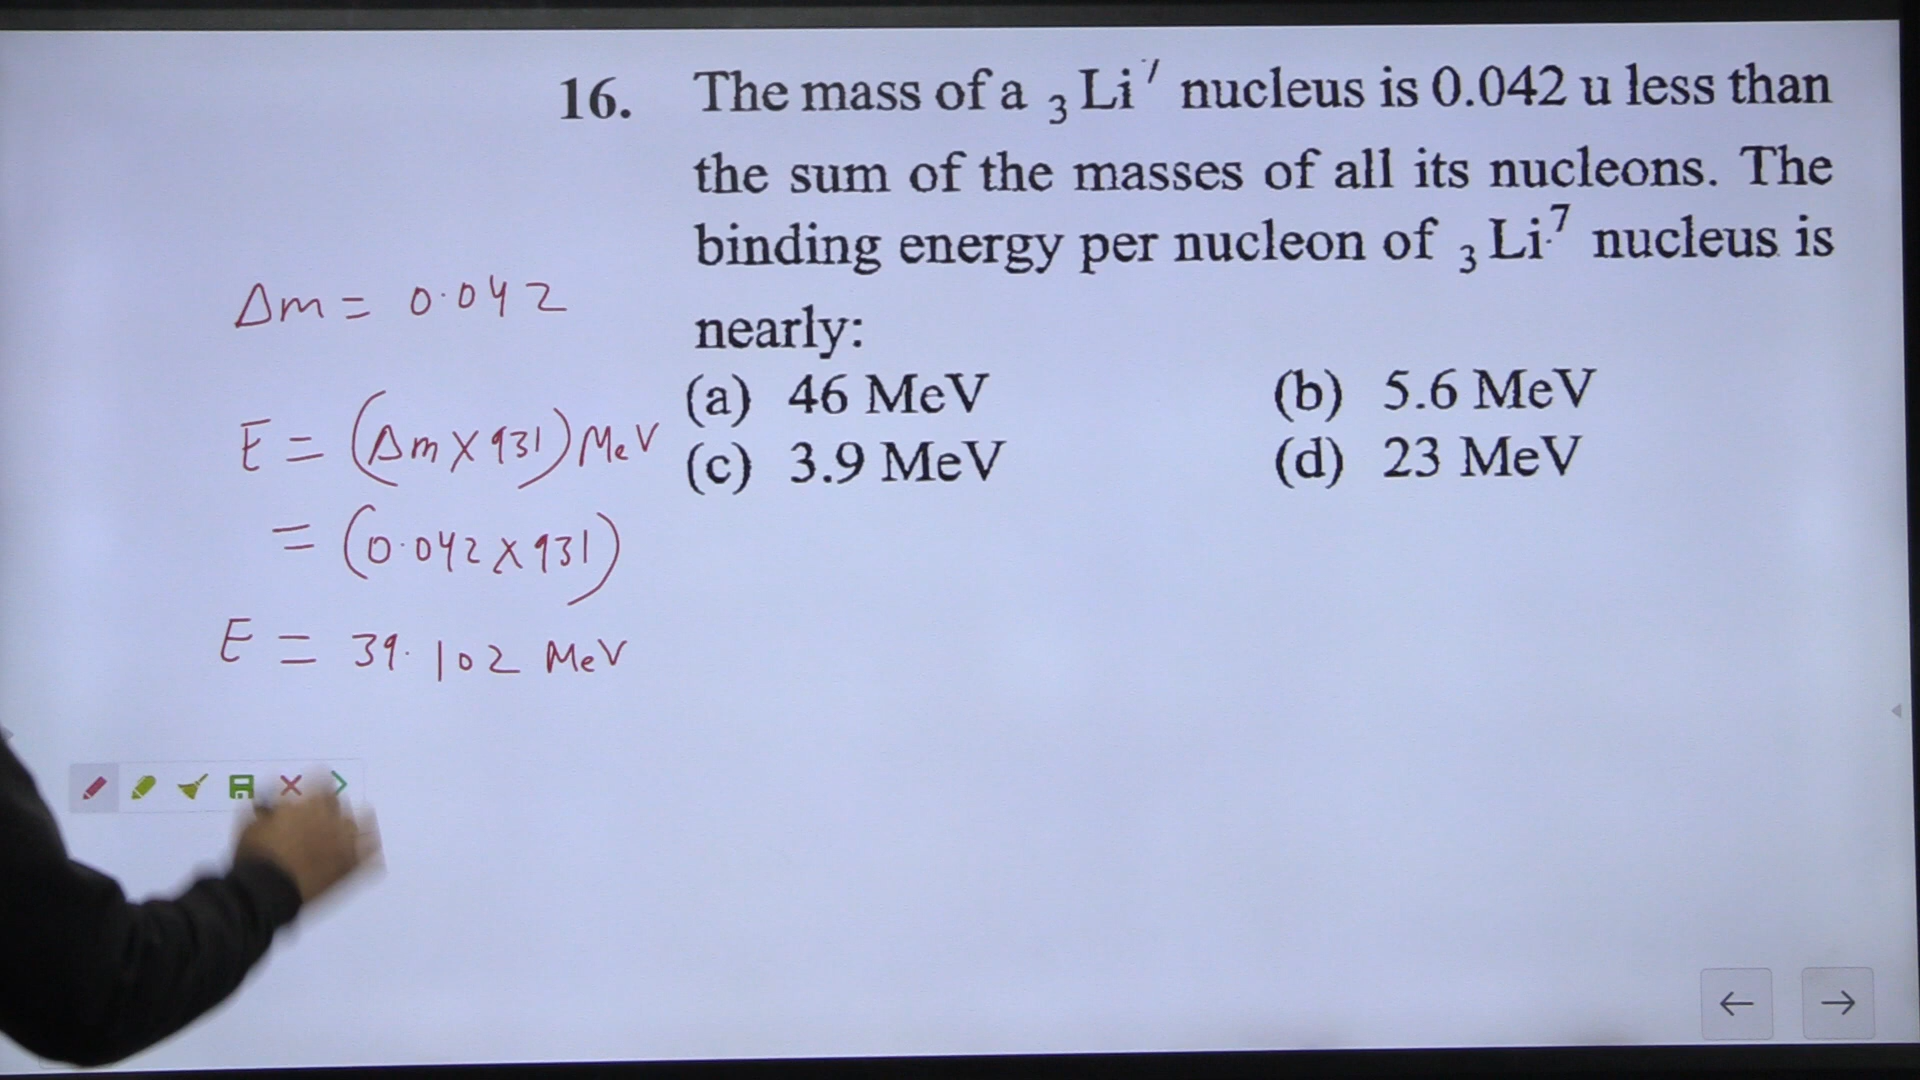 16. The mass of a ₃Li⁷ nucleus is 0.042 u less than
the sum of the masses of all its nucleons. The
binding energy per nucleon of ₃Li⁷ nucleus is
nearly:
(a) 46 MeV (b) 5.6 MeV
(c) 3.9 MeV (d) 23 MeV
Δm = 0.042
E = (Δm × 931) MeV
= (0.042 × 931)
E = 39.102 MeV